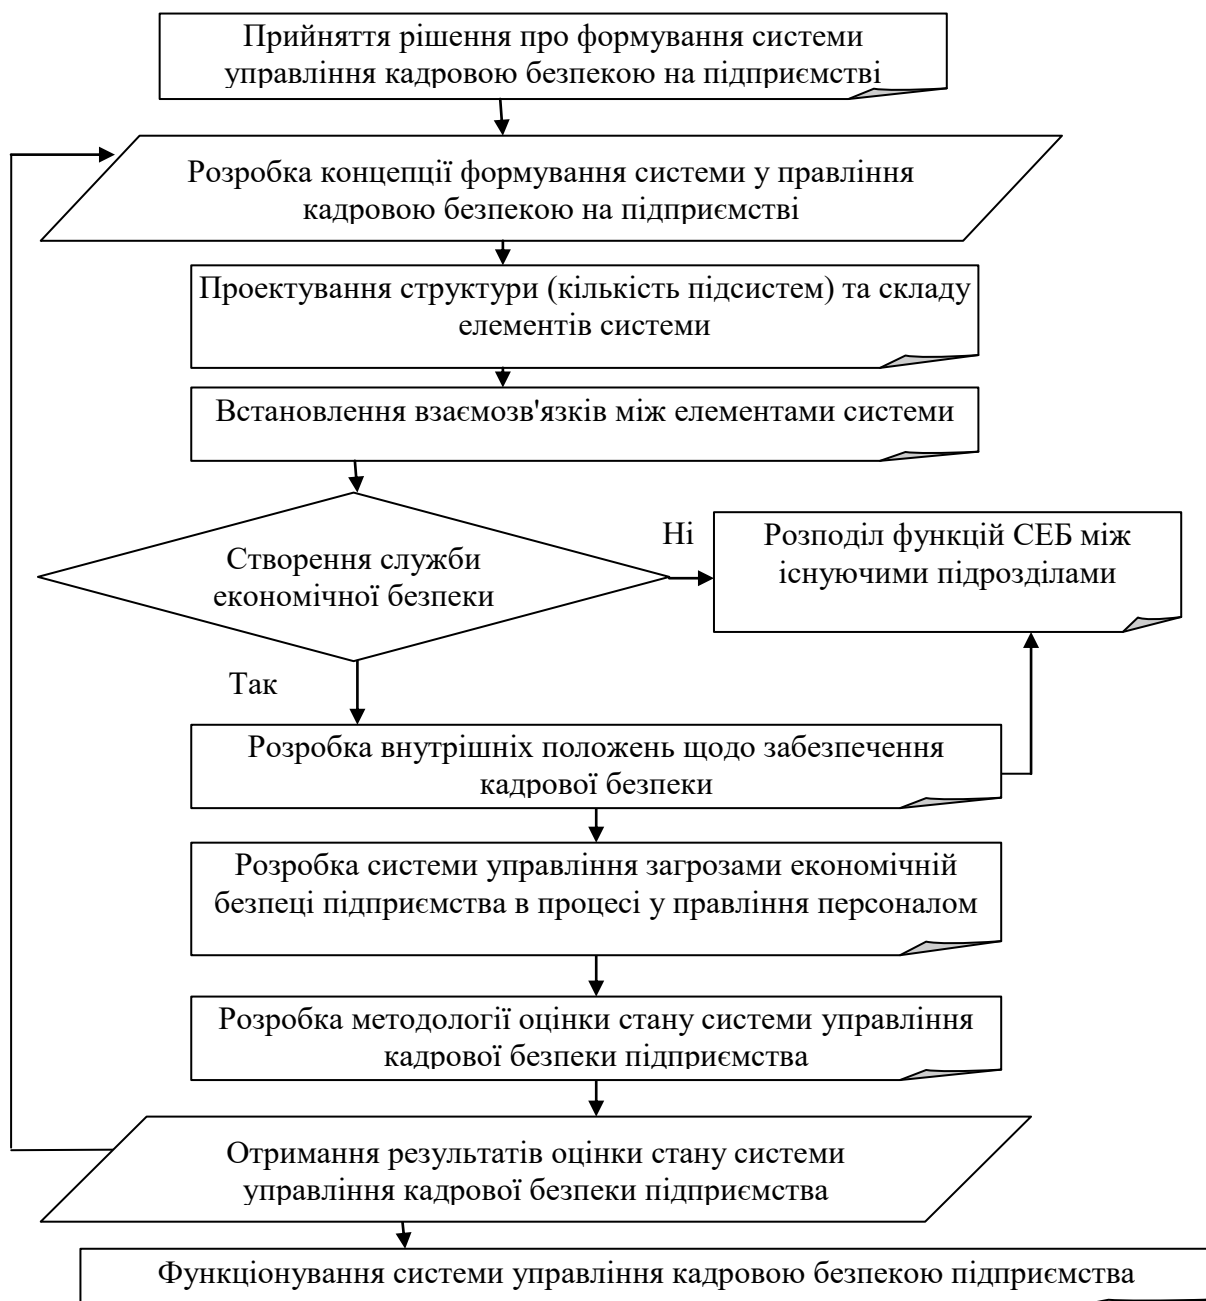 Прийняття рішення про формування системи
управління кадровою безпекою на підприємстві
Розробка концепції формування системи у правління
кадровою безпекою на підприємстві
Проектування структури (кількість підсистем) та складу
елементів системи
Встановлення взаємозв'язків між елементами системи
Створення служби
економічної безпеки
Ні
Розподіл функцій СЕБ між
існуючими підрозділами
Так
Розробка внутрішніх положень щодо забезпечення
кадрової безпеки
Розробка системи управління загрозами економічній
безпеці підприємства в процесі у правління персоналом
Розробка методології оцінки стану системи управління
кадрової безпеки підприємства
Отримання результатів оцінки стану системи
управління кадрової безпеки підприємства
Функціонування системи управління кадровою безпекою підприємства